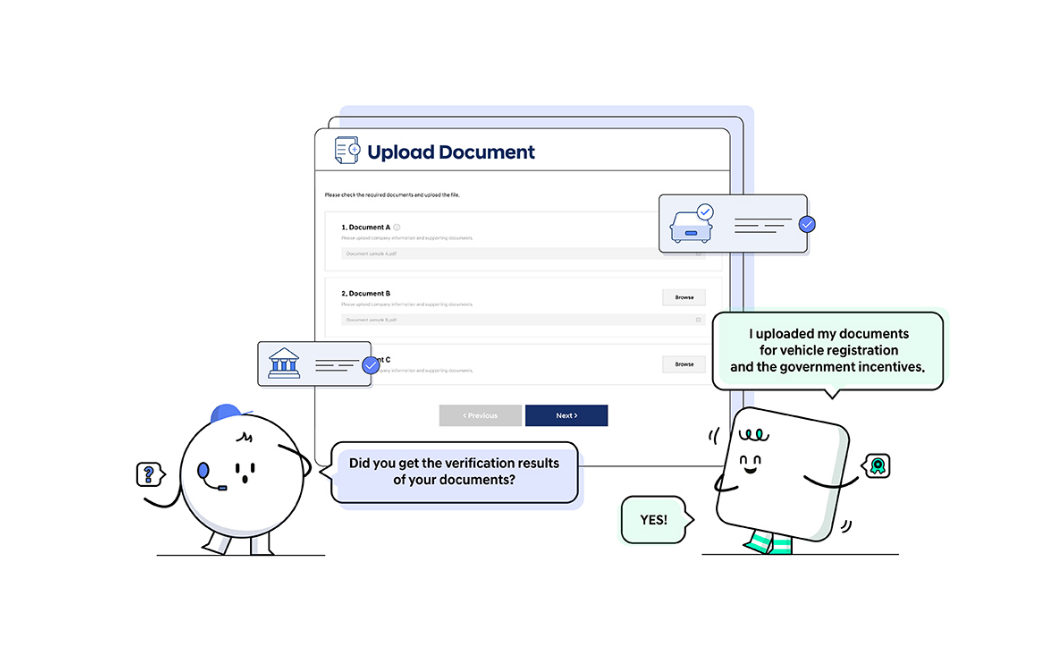 Upload Document
Please check the required documents and upload the file.
1. Document A
Please upload company information and supporting documents.
Document sample A.pdf
2. Document B
Browse
Please upload company information and supporting documents.
Document sample B.pdf
nt C
Browse
company information and supporting documents.
< Previous
Next >
I uploaded my documents
for vehicle registration
and the government incentives.
?
Did you get the verification results
of your documents?
YES!